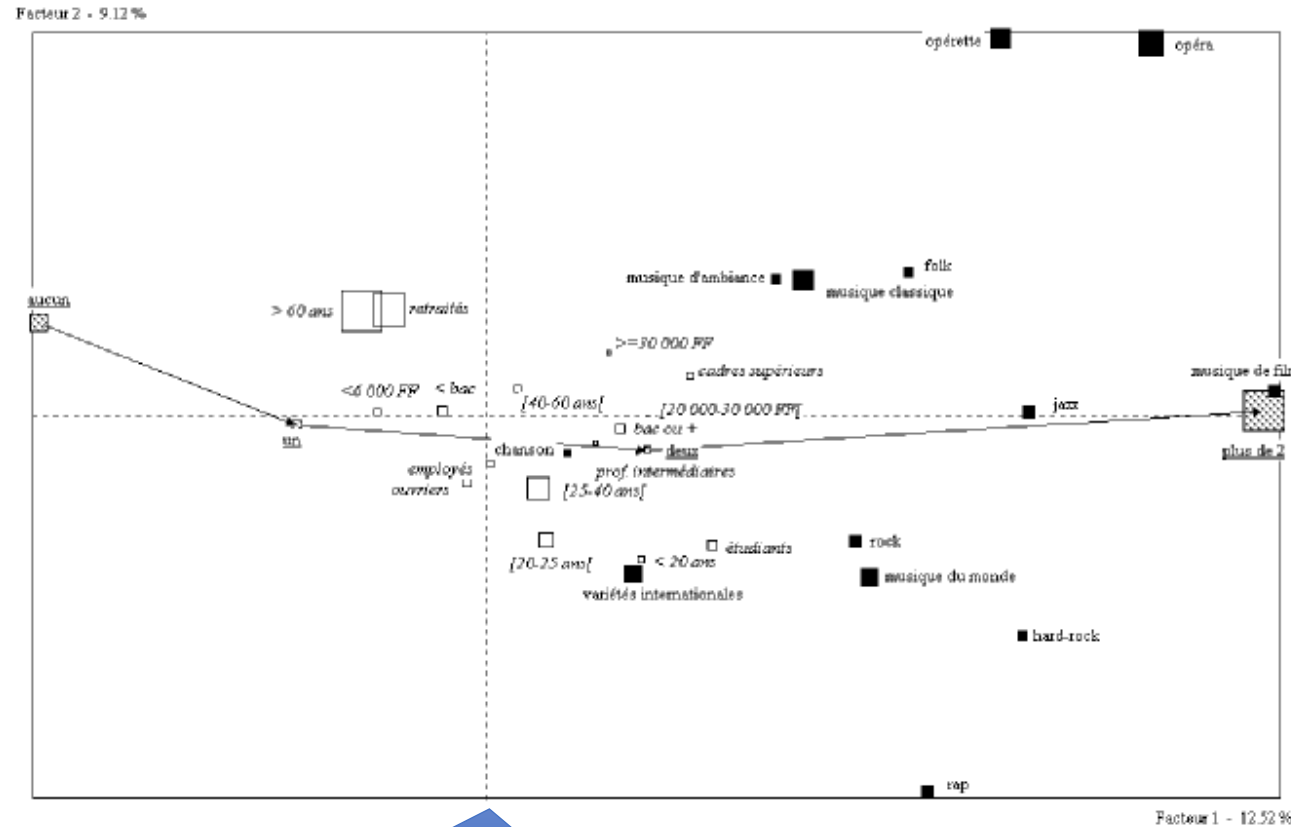 Facteur 2 - 9.12 %
opérette
opéra
folk
musique d'ambiance
musique classique
aucun
> 60 ans
retraités
>=30 000 FF
cadres supérieurs
musique de film
<6 000 FF
< bac
[40-60 ans[
[20 000-30 000 FF[
jazz
bac ou +
un
chanson
deux
plus de 2
employés
prof. intermédiaires
ouvriers
[25-40 ans[
rock
étudiants
[20-25 ans[
< 20 ans
musique du monde
variétés internationales
hard-rock
rap
Facteur 1 - 12.52 %